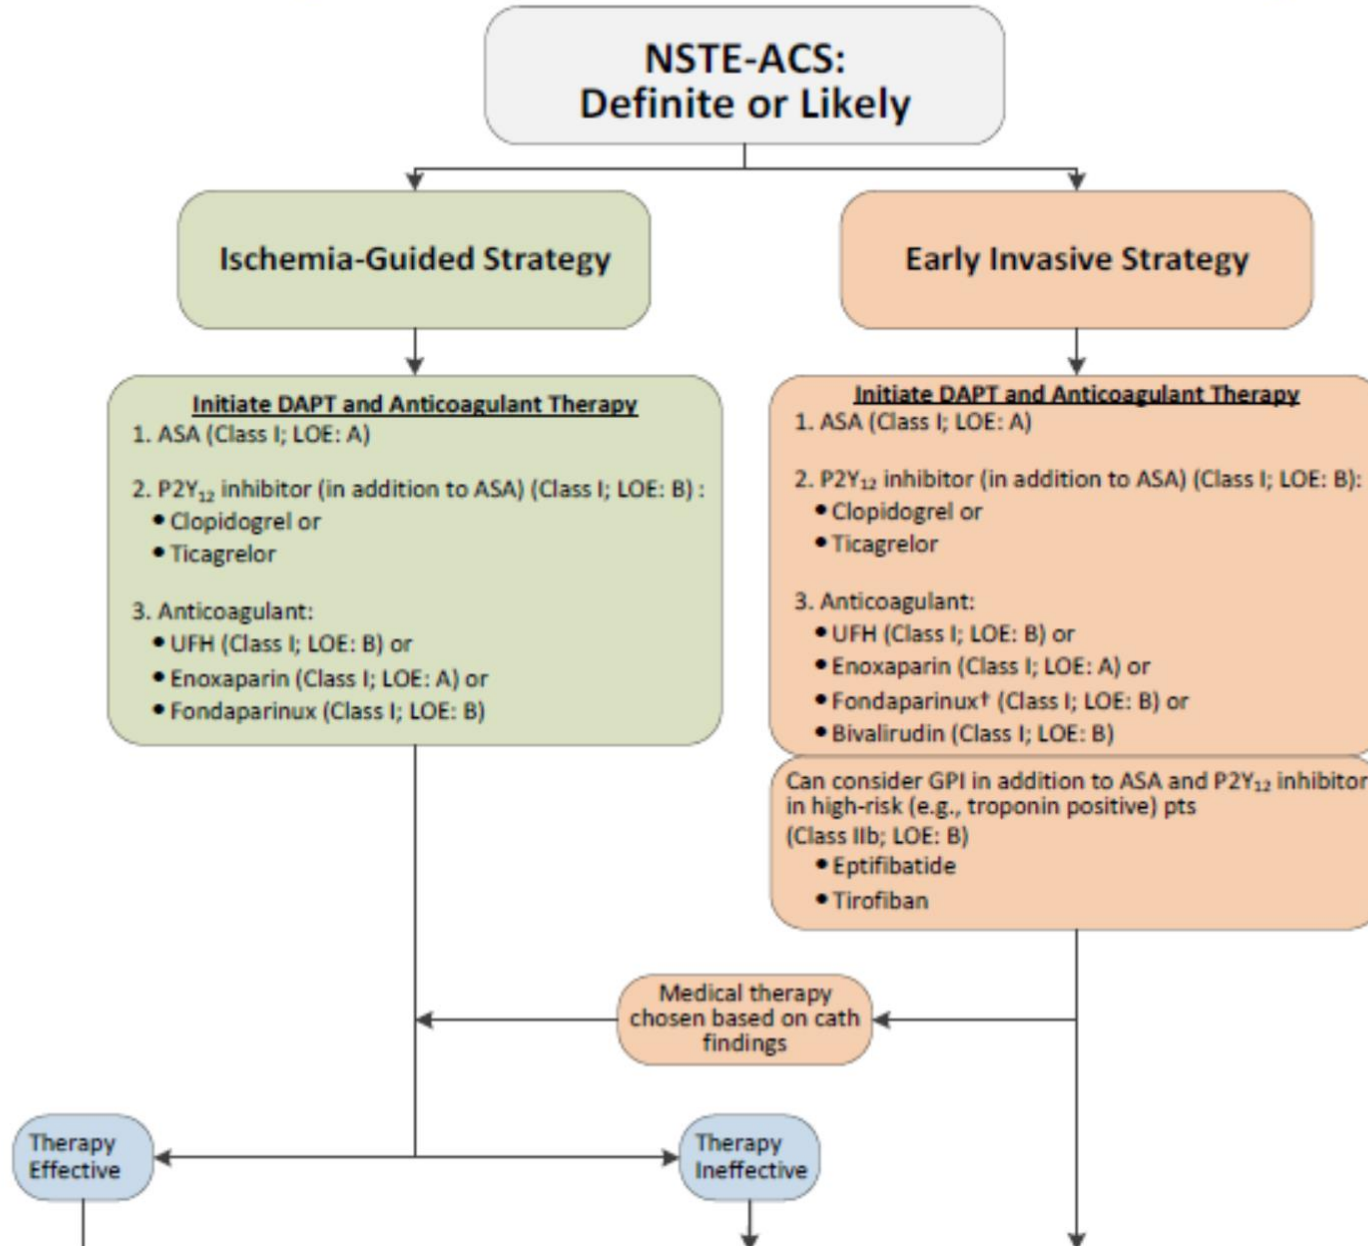 NSTE-ACS:
Definite or Likely
Ischemia-Guided Strategy
Early Invasive Strategy
Initiate DAPT and Anticoagulant Therapy
1. ASA (Class I; LOE: A)
2. P2Y₁₂ inhibitor (in addition to ASA) (Class I; LOE: B) :
• Clopidogrel or
• Ticagrelor
3. Anticoagulant:
• UFH (Class I; LOE: B) or
• Enoxaparin (Class I; LOE: A) or
• Fondaparinux (Class I; LOE: B)
Initiate DAPT and Anticoagulant Therapy
1. ASA (Class I; LOE: A)
2. P2Y₁₂ inhibitor (in addition to ASA) (Class I; LOE: B):
• Clopidogrel or
• Ticagrelor
3. Anticoagulant:
• UFH (Class I; LOE: B) or
• Enoxaparin (Class I; LOE: A) or
• Fondaparinux† (Class I; LOE: B) or
• Bivalirudin (Class I; LOE: B)
Can consider GPI in addition to ASA and P2Y₁₂ inhibitor
in high-risk (e.g., troponin positive) pts
(Class IIb; LOE: B)
• Eptifibatide
• Tirofiban
Medical therapy
chosen based on cath
findings
Therapy
Effective
Therapy
Ineffective